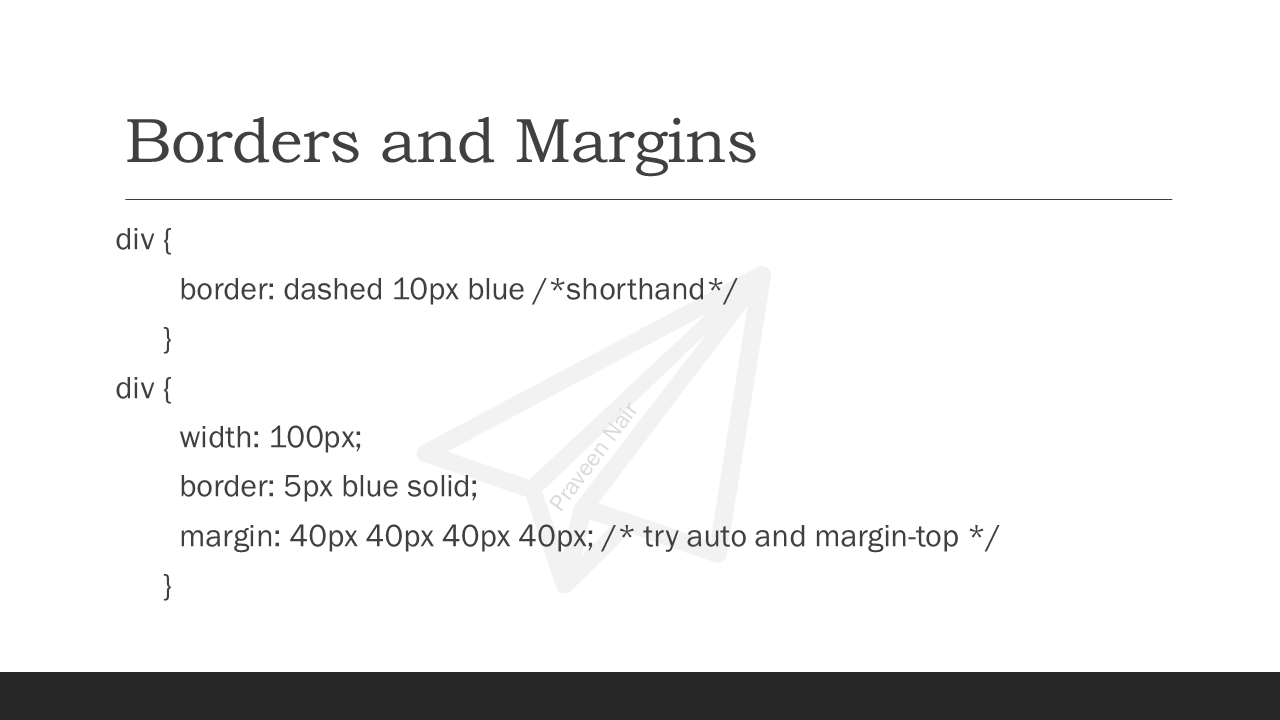 Borders and Margins
div {
border: dashed 10px blue /*shorthand*/
}
div {
width: 100px;
border: 5px blue solid;
margin: 40px 40px 40px 40px; /* try auto and margin-top */
}
Praveen Nair